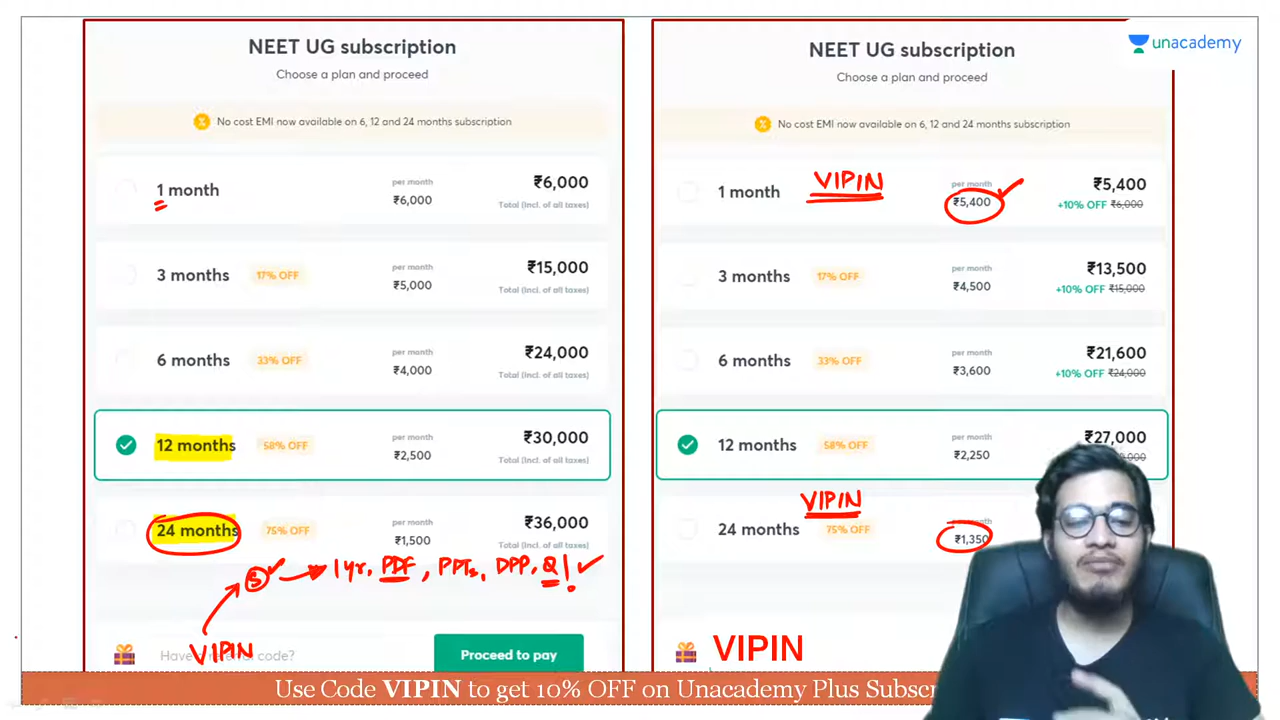 NEET UG subscription
Choose a plan and proceed
No cost EMI now available on 6, 12 and 24 months subscription
1 month
per month
₹6,000
₹6,000
Total (Incl. of all taxes)
3 months
17% OFF
per month
₹5,000
₹15,000
Total (Incl. of all taxes)
6 months
33% OFF
per month
₹4,000
₹24,000
Total (Incl. of all taxes)
12 months
58% OFF
per month
₹2,500
₹30,000
Total (Incl. of all taxes)
24 months
75% OFF
per month
₹1,500
₹36,000
Total (Incl. of all taxes)
1 yr, PDF, PPTs, DPP, Q!
VIPIN
Have a referral code?
Proceed to pay
unacademy
NEET UG subscription
Choose a plan and proceed
No cost EMI now available on 6, 12 and 24 months subscription
1 month
VIPIN
per month
₹5,400
₹5,400
+10% OFF ₹6,000
3 months
17% OFF
per month
₹4,500
₹13,500
+10% OFF ₹15,000
6 months
33% OFF
per month
₹3,600
₹21,600
+10% OFF ₹24,000
12 months
58% OFF
per month
₹2,250
₹27,000
VIPIN
24 months
75% OFF
₹1,350
VIPIN
Use Code VIPIN to get 10% OFF on Unacademy Plus